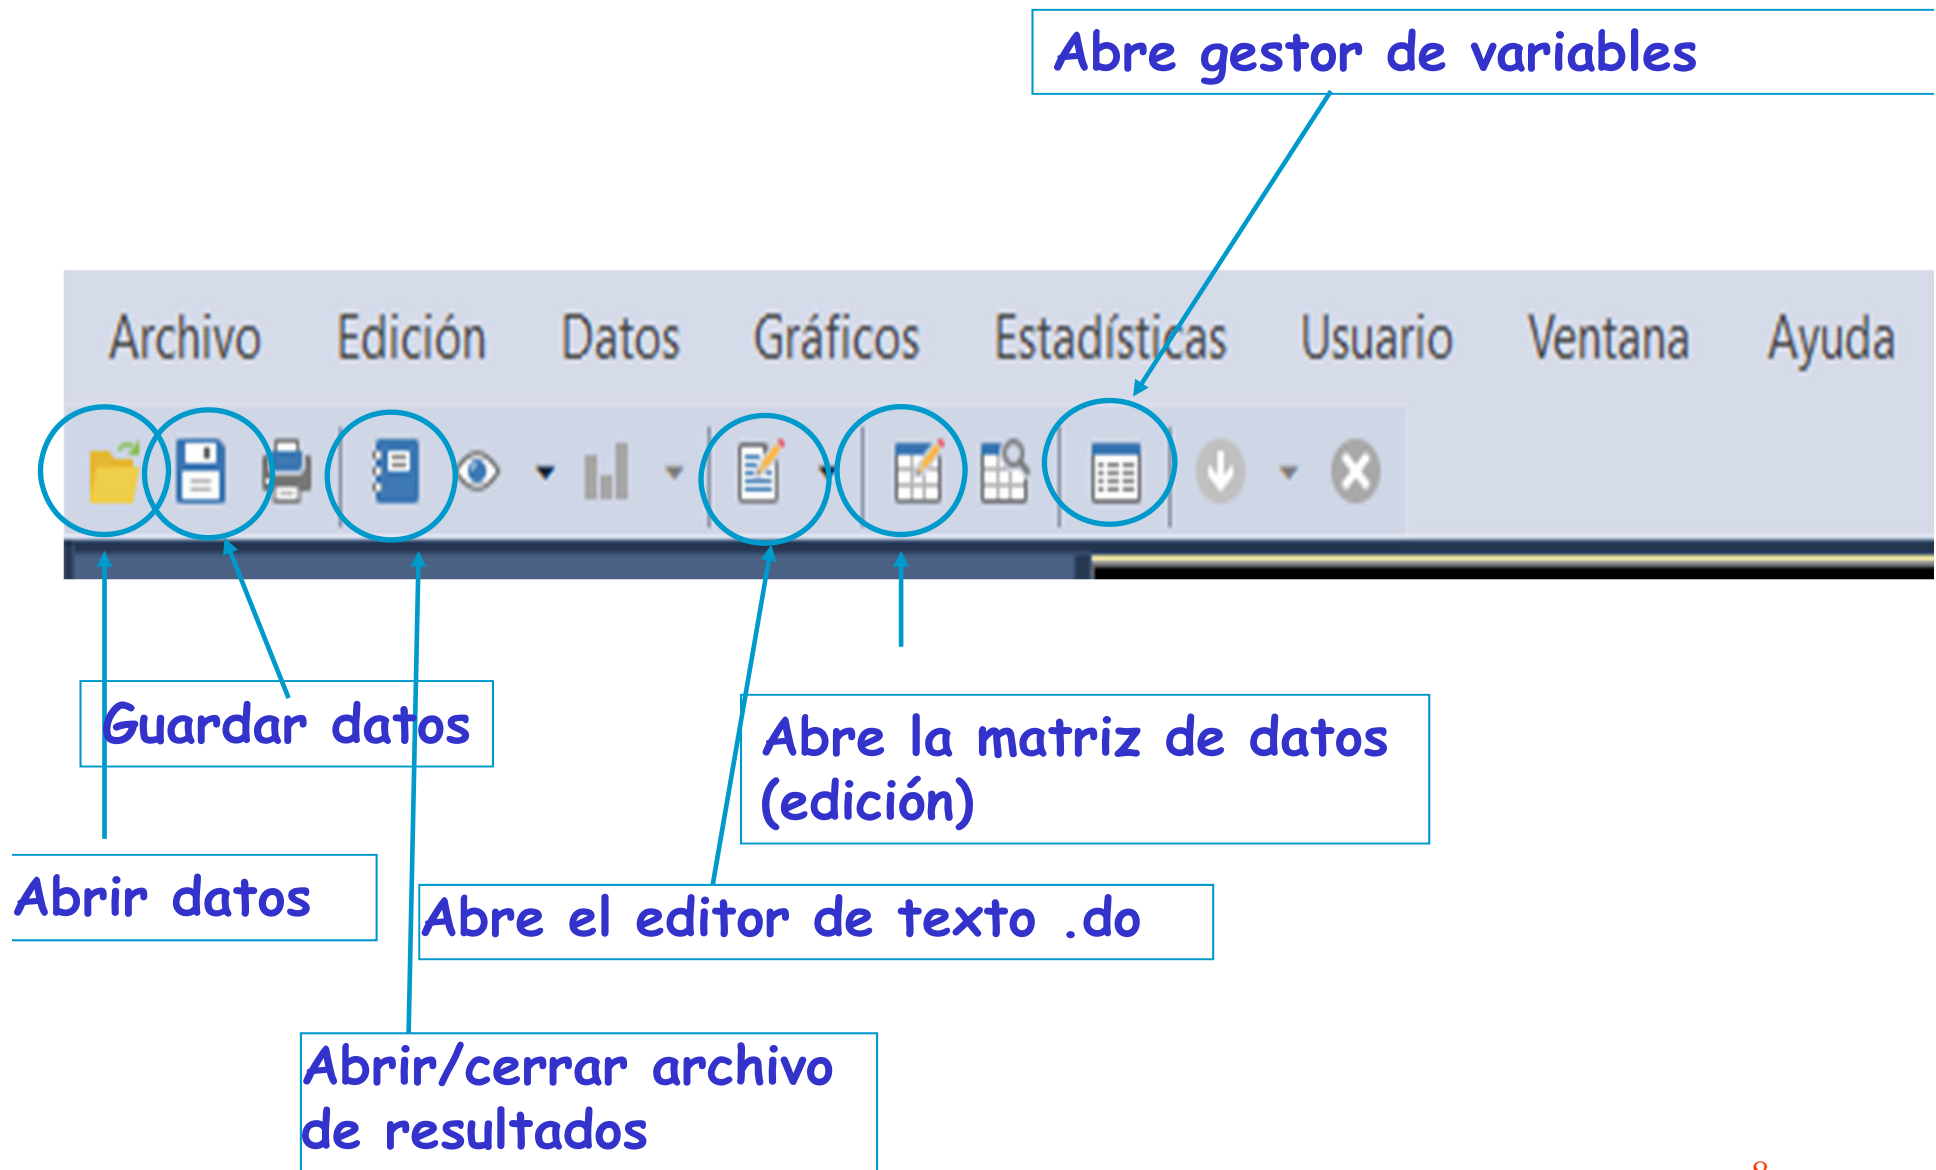 Abre gestor de variables
Archivo Edición Datos Gráficos Estadísticas Usuario Ventana Ayuda
Guardar datos
Abre la matriz de datos
(edición)
Abrir datos
Abre el editor de texto .do
Abrir/cerrar archivo
de resultados